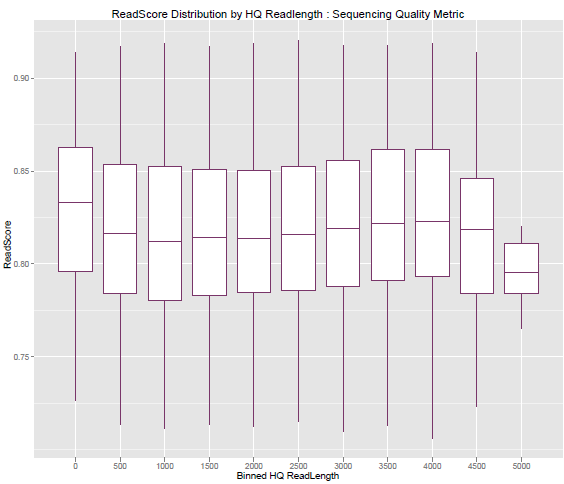 ReadScore Distribution by HQ Readlength : Sequencing Quality Metric
ReadScore
0.90
0.85
0.80
0.75
0 500 1000 1500 2000 2500 3000 3500 4000 4500 5000
Binned HQ ReadLength